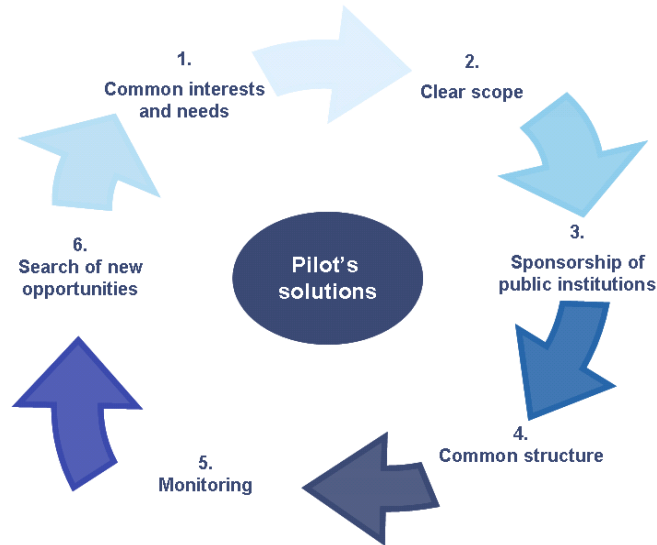 1.
Common interests
and needs
2.
Clear scope
3.
Sponsorship of
public institutions
4.
Common structure
5.
Monitoring
6.
Search of new
opportunities
Pilot's
solutions